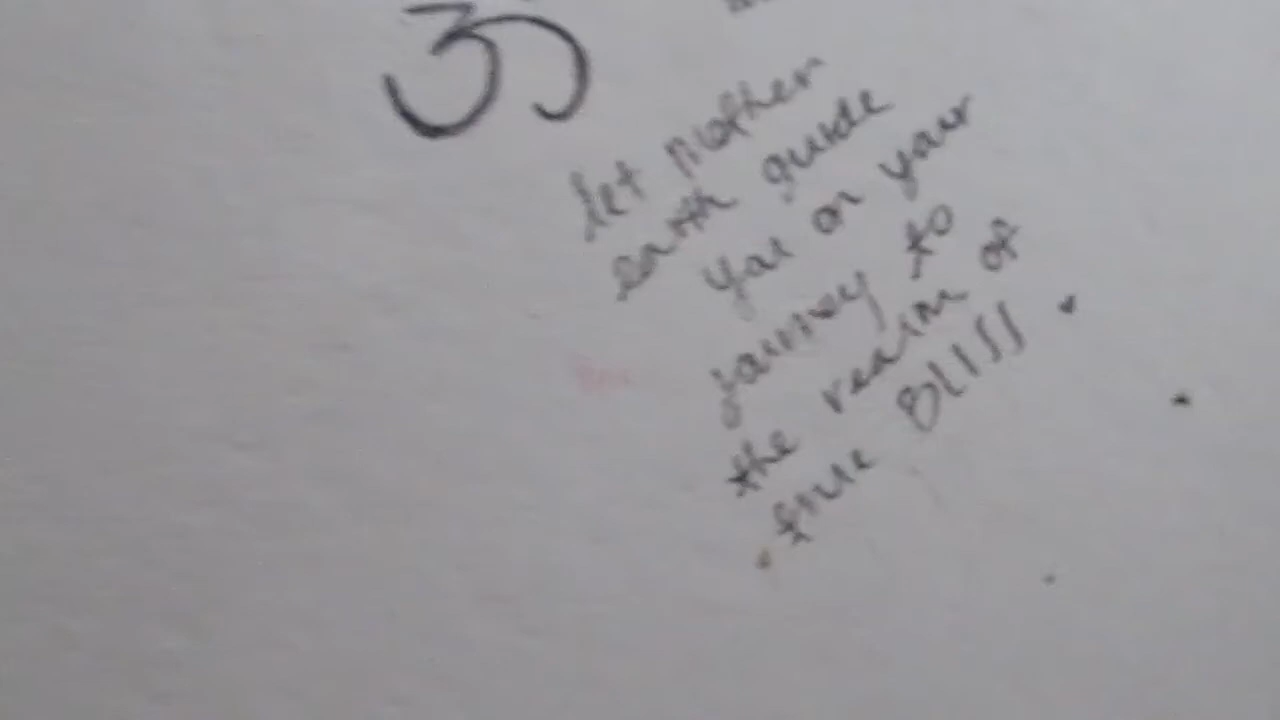 ॐ
let mother
earth guide
you on your
journey to
the realm of
true BLISS.